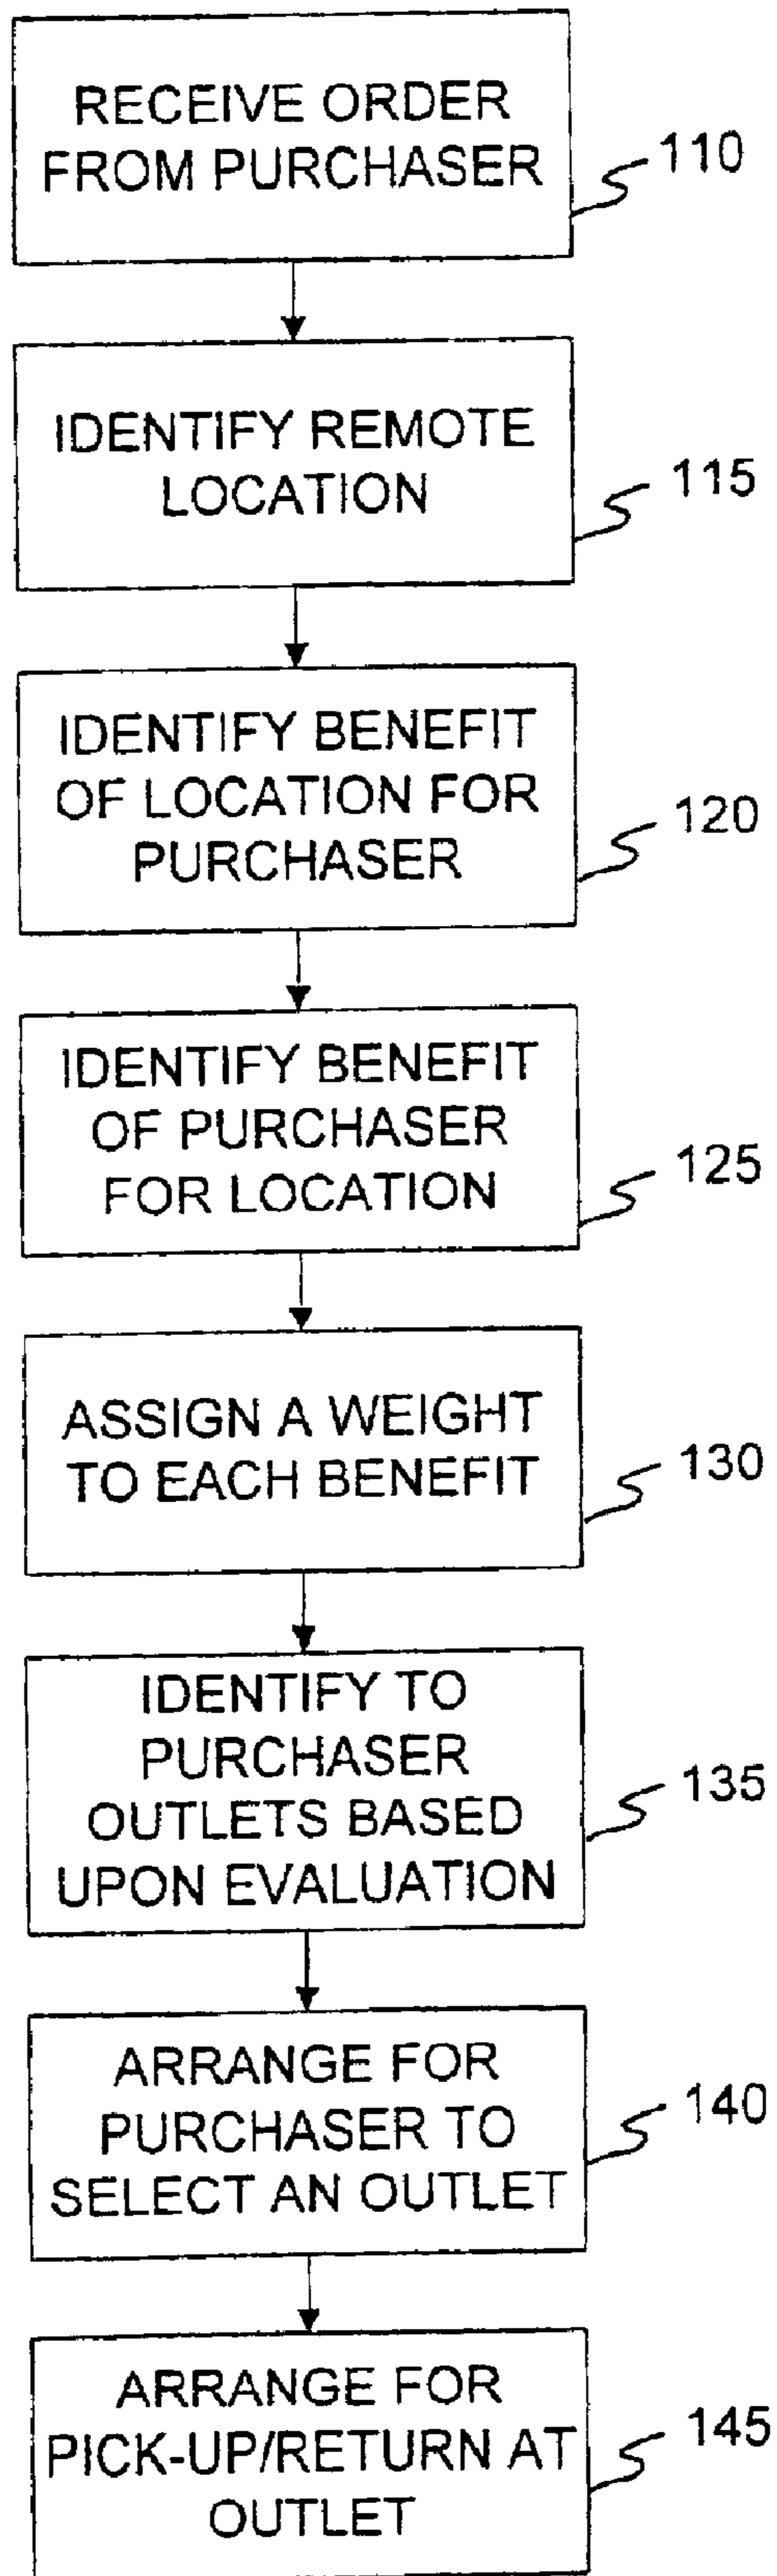 RECEIVE ORDER
FROM PURCHASER
110
IDENTIFY REMOTE
LOCATION
115
IDENTIFY BENEFIT
OF LOCATION FOR
PURCHASER
120
IDENTIFY BENEFIT
OF PURCHASER
FOR LOCATION
125
ASSIGN A WEIGHT
TO EACH BENEFIT
130
IDENTIFY TO
PURCHASER
OUTLETS BASED
UPON EVALUATION
135
ARRANGE FOR
PURCHASER TO
SELECT AN OUTLET
140
ARRANGE FOR
PICK-UP/RETURN AT
OUTLET
145